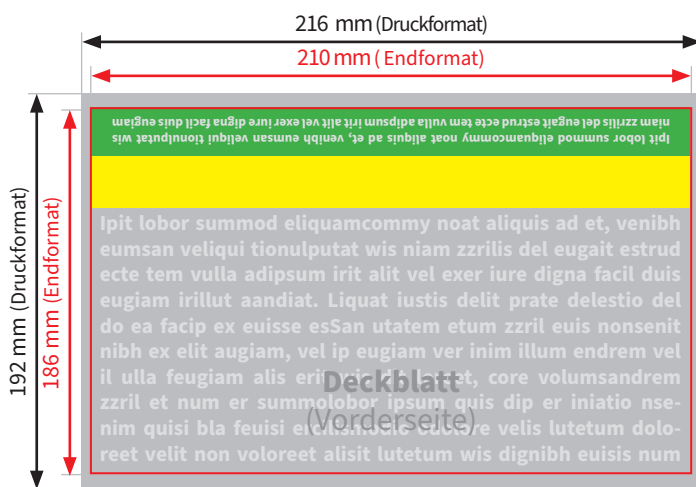 216 mm (Druckformat)
210 mm (Endformat)
192 mm (Druckformat)
186 mm (Endformat)
Ipit lobor summod eliquamcommy noat aliquis ad et, venibh eumsan veliqui tionulputat wis
niam zzrilis del eugait estrud ecte tem vulla adipsum irit alit vel exer iure digna facil duis eugiam
Ipit lobor summod eliquamcommy noat aliquis ad et, venibh
eumsan veliqui tionulputat wis niam zzrilis del eugait estrud
ecte tem vulla adipsum irit alit vel exer iure digna facil duis
eugiam irillut aandiat. Liquat iustis delit prate delestio del
do ea facip ex euisse esSan utatem etum zzril euis nonsenit
nibh ex elit augiam, vel ip eugiam ver inim illum endrem vel
il ulla feugiam alis et, core volumsandrem
Deckblatt
zzril et num er summolobor ipsum quis dip er iniatio nse-
(Vorderseite)
nim quisi bla feuisi velis lutetum dolo-
reet velit non voloreet alisit lutetum wis dignibh euisis num